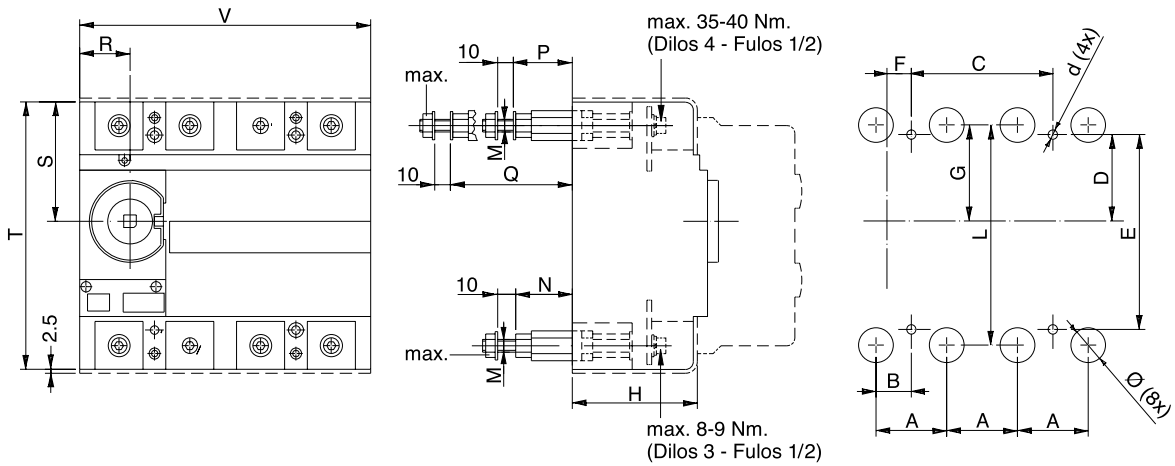 V
R
S
T
2.5
max. 35-40 Nm.
(Dilos 4 - Fulos 1/2)
10
P
max.
M
10
Q
10
N
max.
M
H
max. 8-9 Nm.
(Dilos 3 - Fulos 1/2)
F
C
d (4x)
G
D
L
E
B
A
A
A
Ø (8x)